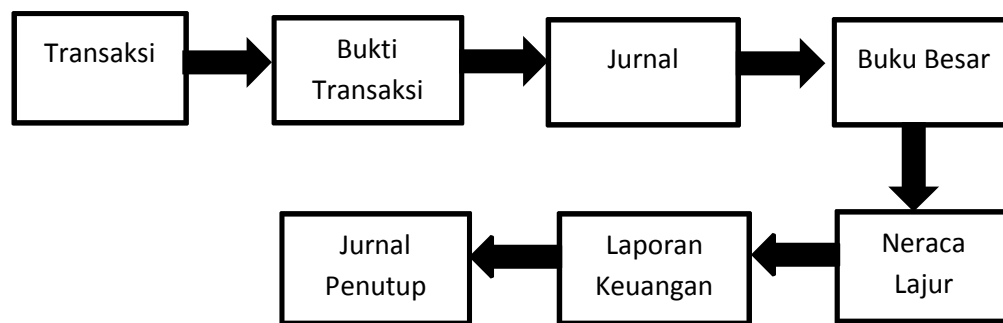 Transaksi
Bukti
Transaksi
Jurnal
Buku Besar
Neraca
Lajur
Laporan
Keuangan
Jurnal
Penutup